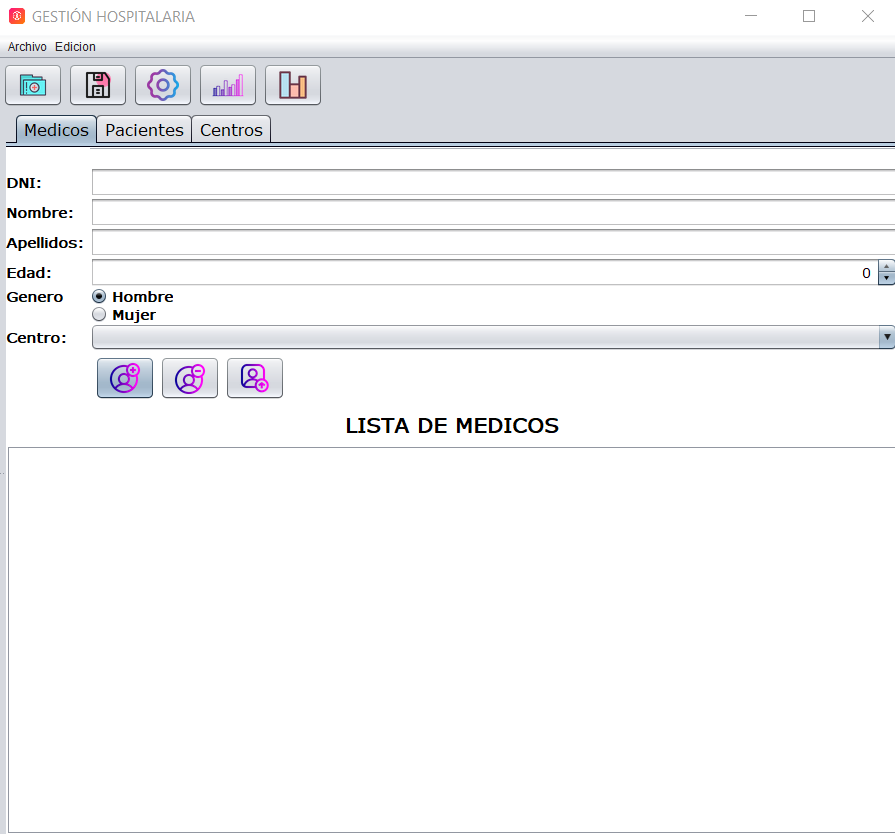 GESTIÓN HOSPITALARIA
Archivo Edicion
Medicos Pacientes Centros
DNI:
Nombre:
Apellidos:
Edad: 0
Genero Hombre
Mujer
Centro:
LISTA DE MEDICOS